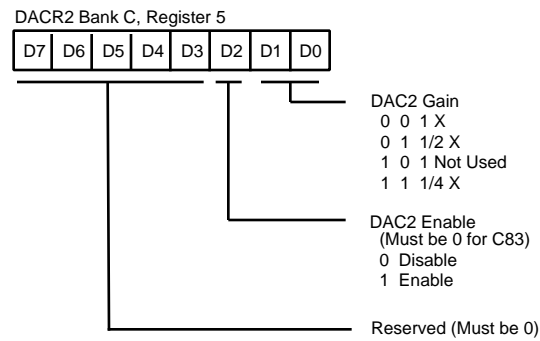 DACR2 Bank C, Register 5
D7 D6 D5 D4 D3 D2 D1 D0
DAC2 Gain
0 0 1 X
0 1 1/2 X
1 0 1 Not Used
1 1 1/4 X
DAC2 Enable
(Must be 0 for C83)
0 Disable
1 Enable
Reserved (Must be 0)